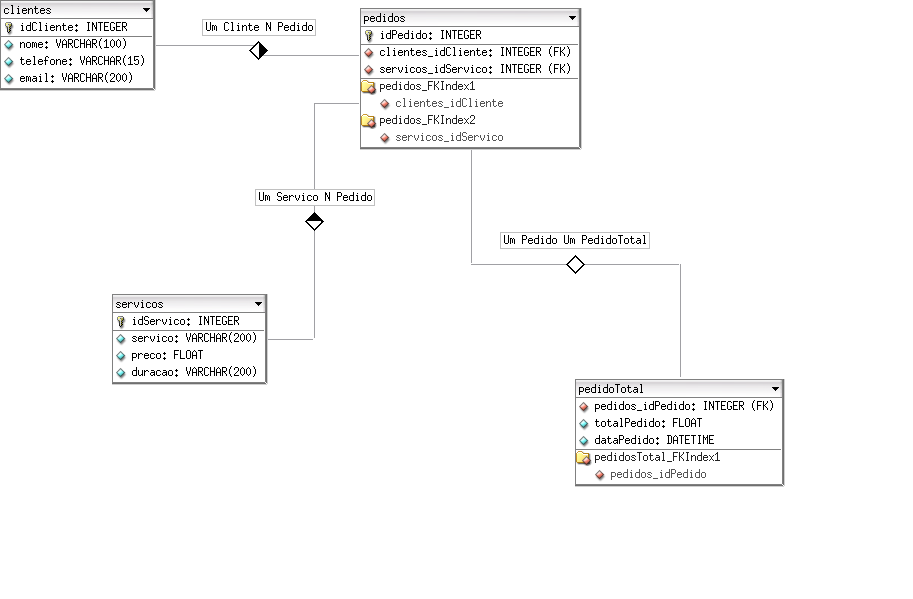 clientes
idCliente: INTEGER
nome: VARCHAR(100)
telefone: VARCHAR(15)
email: VARCHAR(200)
Um Clinte N Pedido
pedidos
idPedido: INTEGER
clientes_idCliente: INTEGER (FK)
servicos_idServico: INTEGER (FK)
pedidos_FKIndex1
clientes_idCliente
pedidos_FKIndex2
servicos_idServico
Um Servico N Pedido
Um Pedido Um PedidoTotal
servicos
idServico: INTEGER
servico: VARCHAR(200)
preco: FLOAT
duracao: VARCHAR(200)
pedidoTotal
pedidos_idPedido: INTEGER (FK)
totalPedido: FLOAT
dataPedido: DATETIME
pedidosTotal_FKIndex1
pedidos_idPedido